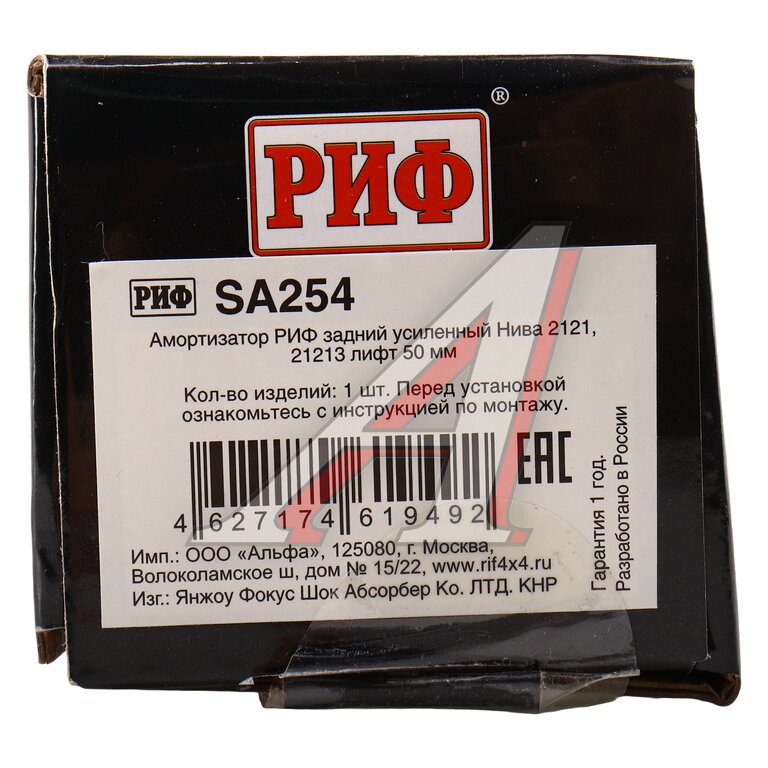 РИФ
®
РИФ SA254
Амортизатор РИФ задний усиленный Нива 2121,
21213 лифт 50 мм
Кол-во изделий: 1 шт. Перед установкой
ознакомьтесь с инструкцией по монтажу.
EAC
4 627174 619492
Имп.: ООО «Альфа», 125080, г. Москва,
Волоколамское ш, дом № 15/22, www.rif4x4.ru
Изг.: Янжоу Фокус Шок Абсорбер Ко. ЛТД. КНР
Гарантия 1 год.
Разработано в России